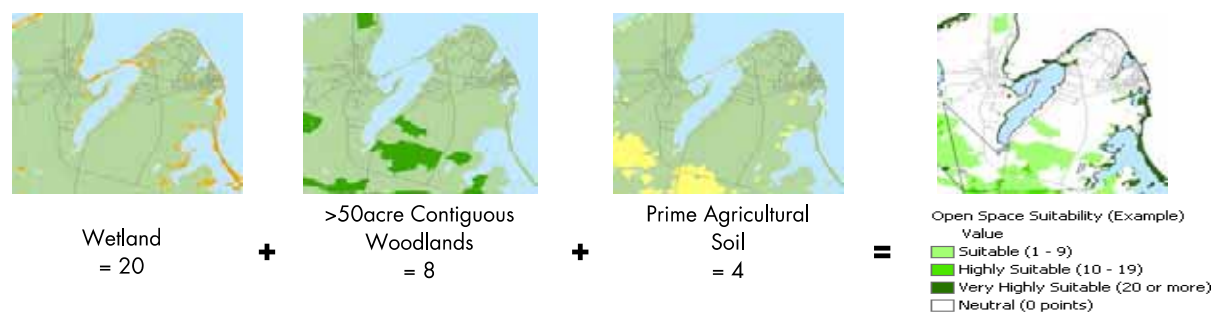 Wetland
= 20
+
>50acre Contiguous
Woodlands
= 8
+
Prime Agricultural
Soil
= 4
=
Open Space Suitability (Example)
Value
Suitable (1 - 9)
Highly Suitable (10 - 19)
Very Highly Suitable (20 or more)
Neutral (0 points)